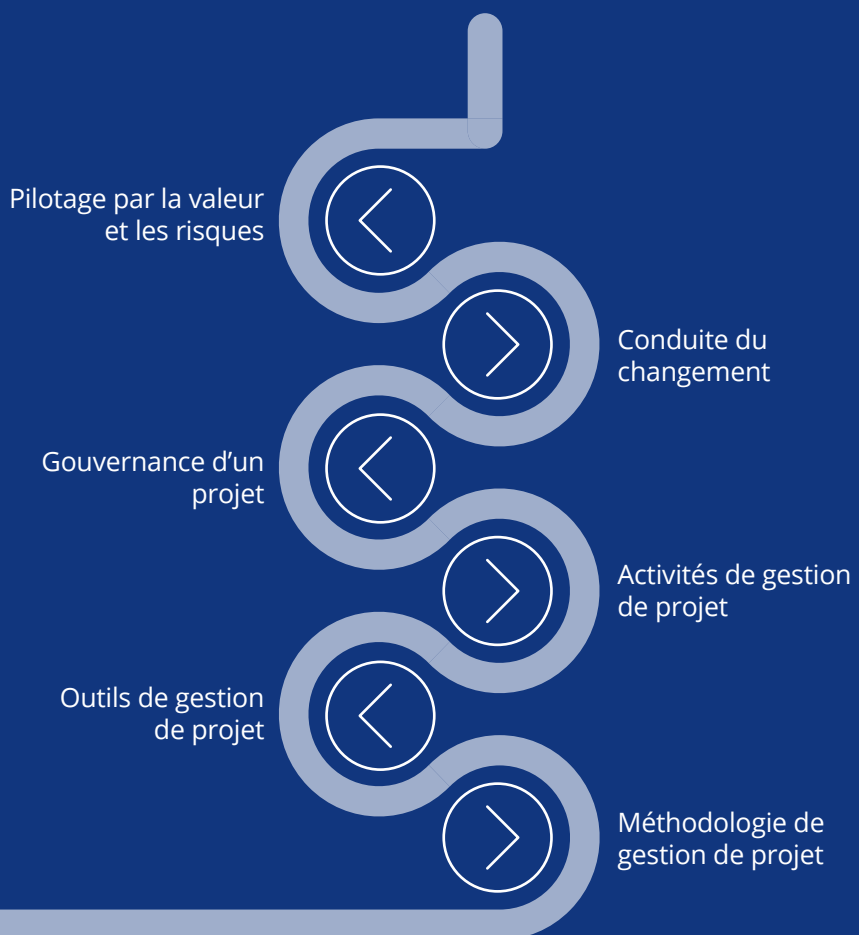 Pilotage par la valeur
et les risques
Conduite du
changement
Gouvernance d'un
projet
Activités de gestion
de projet
Outils de gestion
de projet
Méthodologie de
gestion de projet